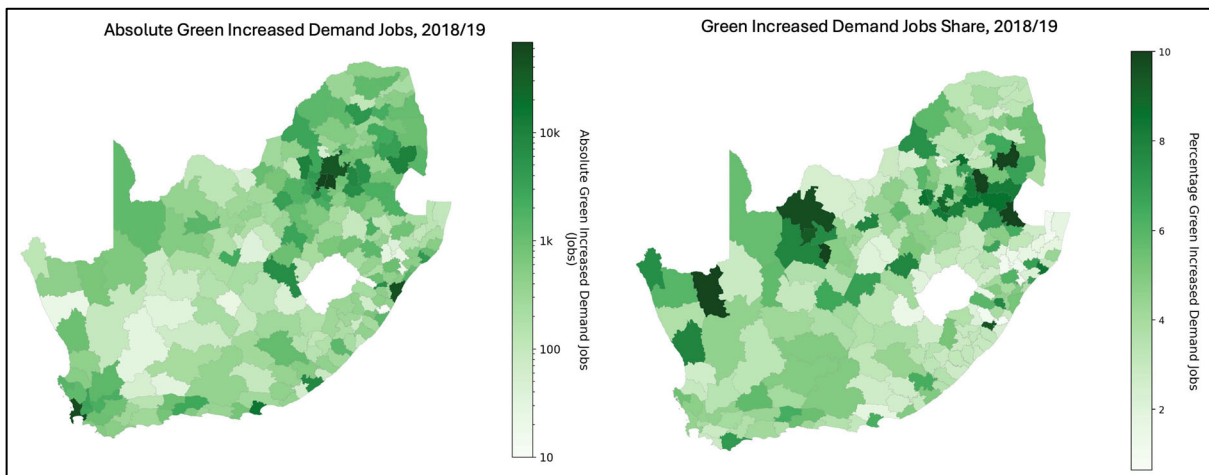 Absolute Green Increased Demand Jobs, 2018/19
10k
1k
100
10
Absolute Green Increased Demand Jobs
(Jobs)
Green Increased Demand Jobs Share, 2018/19
10
8
6
4
2
Percentage Green Increased Demand Jobs